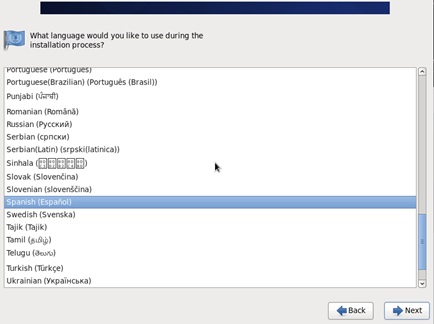 What language would you like to use during the
installation process?
Portuguese (Português)
Portuguese(Brazilian) (Português (Brasil))
Punjabi (ਪੰਜਾਬੀ)
Romanian (Română)
Russian (Русский)
Serbian (српски)
Serbian(Latin) (srpski(latinica))
Sinhala
Slovak (Slovenčina)
Slovenian (slovenščina)
Spanish (Español)
Swedish (Svenska)
Tajik (Tajik)
Tamil (தமிழ்)
Telugu (తెలుగు)
Turkish (Türkçe)
Ukrainian (Українська)
Back
Next